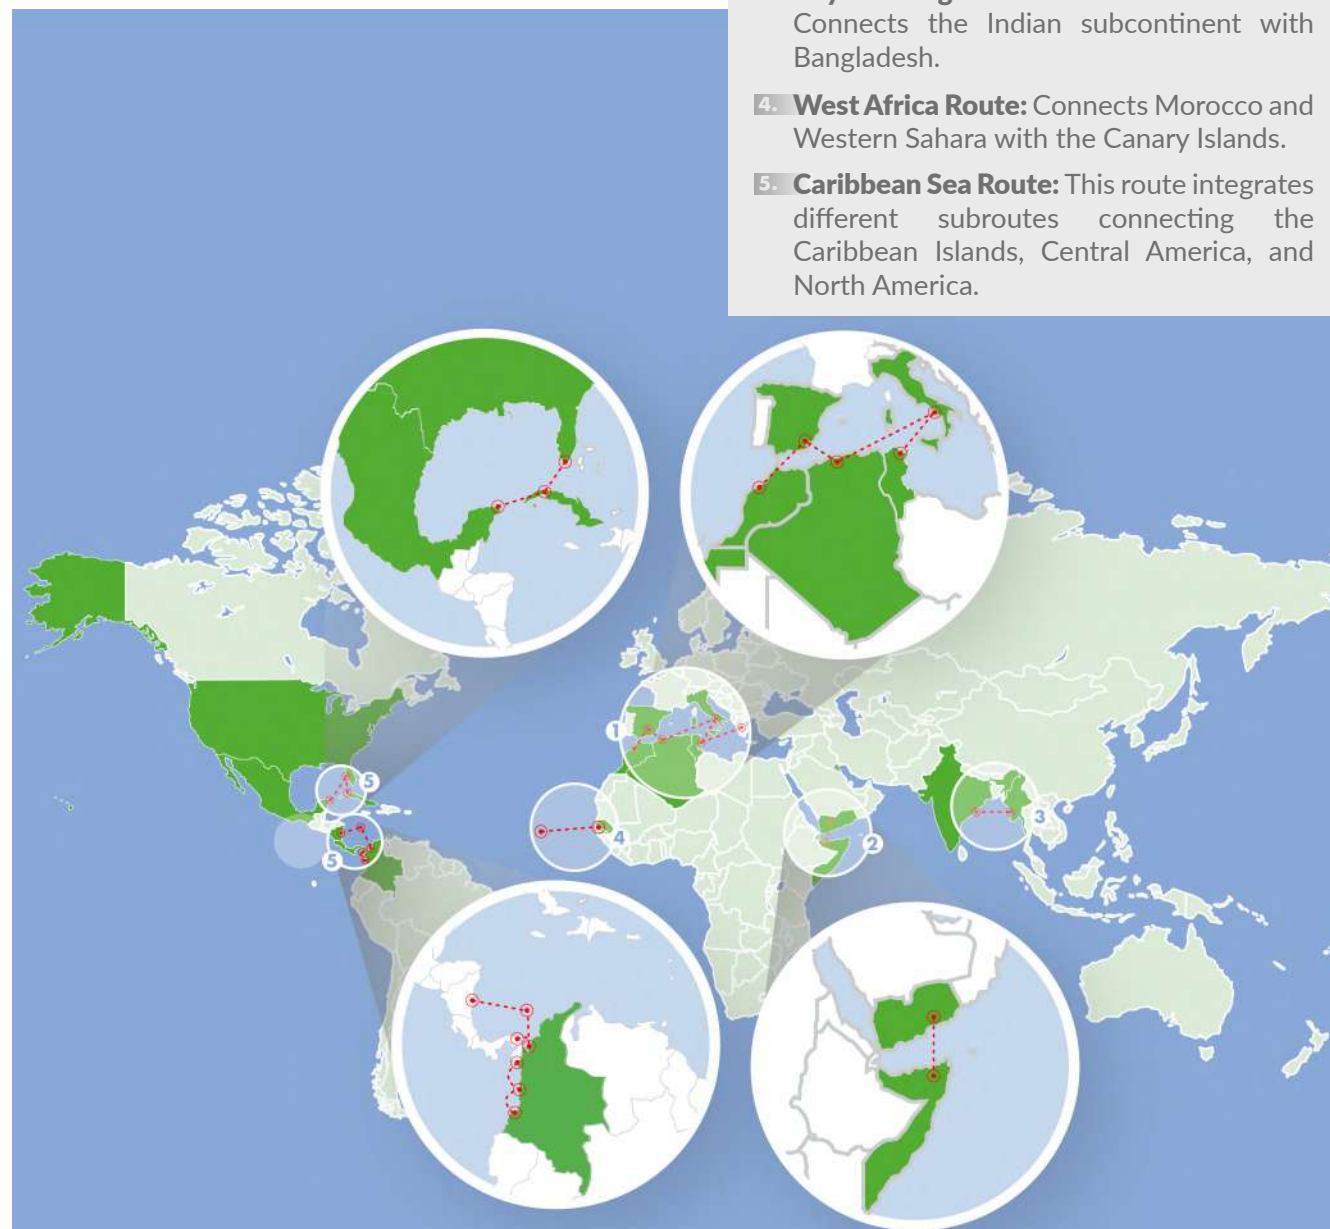 Connects the Indian subcontinent with
Bangladesh.
4. West Africa Route: Connects Morocco and
Western Sahara with the Canary Islands.
5. Caribbean Sea Route: This route integrates
different subroutes connecting the
Caribbean Islands, Central America, and
North America.
1
5
4
3
5
2